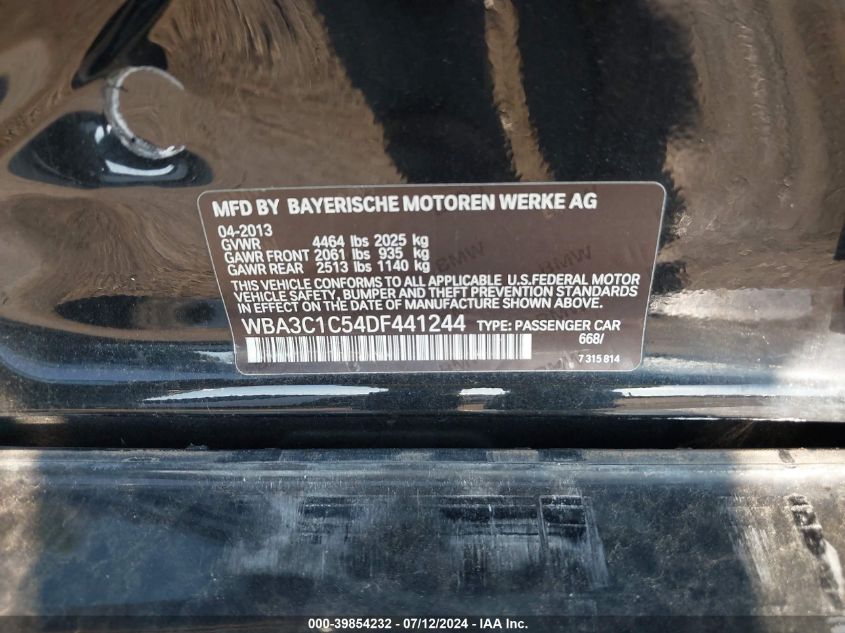 MFD BY BAYERISCHE MOTOREN WERKE AG
04-2013
GVWR 4464 lbs 2025 kg
GAWR FRONT 2061 lbs 935 kg
GAWR REAR 2513 lbs 1140 kg
THIS VEHICLE CONFORMS TO ALL APPLICABLE U.S.FEDERAL MOTOR
VEHICLE SAFETY, BUMPER AND THEFT PREVENTION STANDARDS
IN EFFECT ON THE DATE OF MANUFACTURE SHOWN ABOVE.
WBA3C1C54DF441244 TYPE: PASSENGER CAR
668/
7 315 814
000-39854232 - 07/12/2024 - IAA Inc.